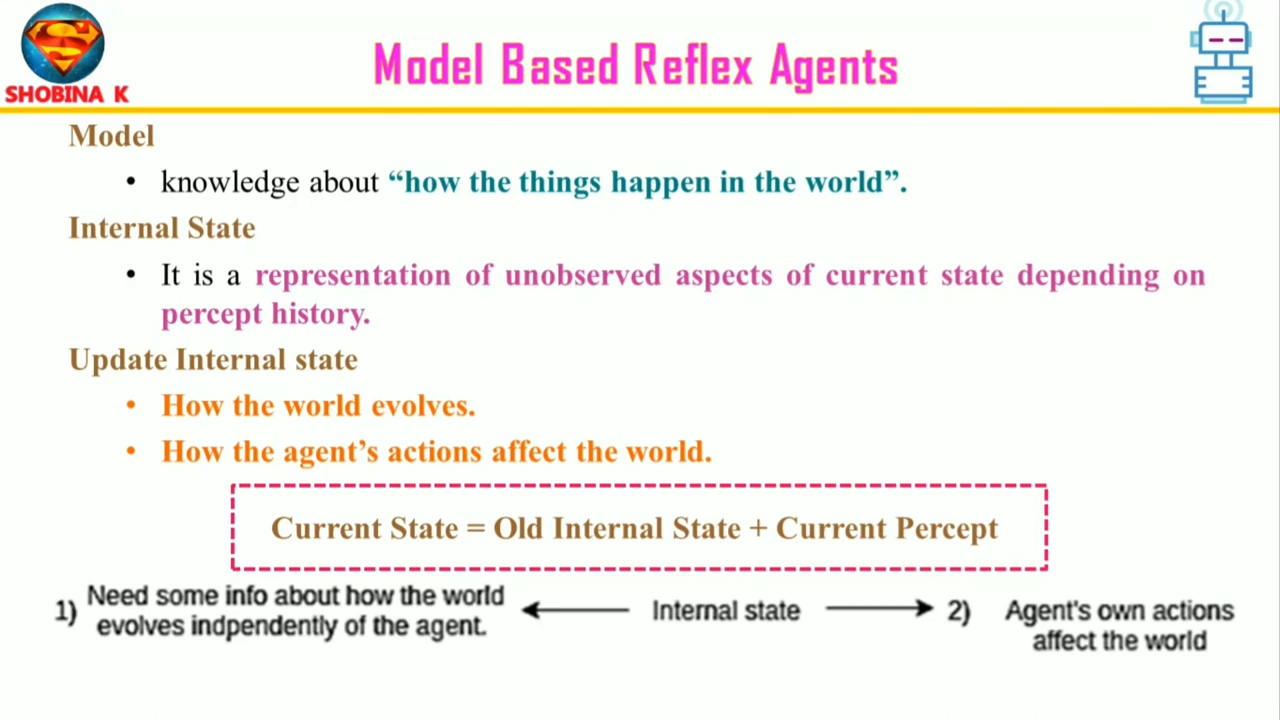 SHOBINA K
Model Based Reflex Agents
Model
• knowledge about “how the things happen in the world”.
Internal State
• It is a representation of unobserved aspects of current state depending on
percept history.
Update Internal state
• How the world evolves.
• How the agent’s actions affect the world.
Current State = Old Internal State + Current Percept
1) Need some info about how the world
evolves indpendently of the agent.
Internal state
2) Agent's own actions
affect the world